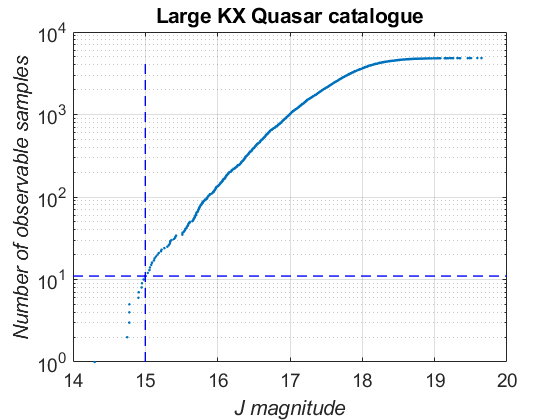 Large KX Quasar catalogue
Number of observable samples
10^4
10^3
10^2
10^1
10^0
14 15 16 17 18 19 20
J magnitude